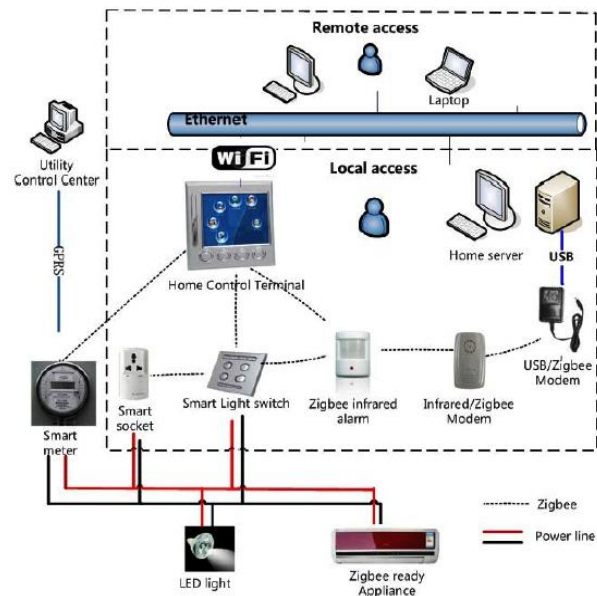 Remote access
Laptop
Ethernet
Utility
Control Center
WiFi
Local access
GPRS
Home server
USB
Home Control Terminal
USB/Zigbee
Modem
Smart
socket
Smart Light switch
Zigbee infrared
alarm
Infrared/Zigbee
Modem
Smart
meter
Zigbee
Power line
LED light
Zigbee ready
Appliance